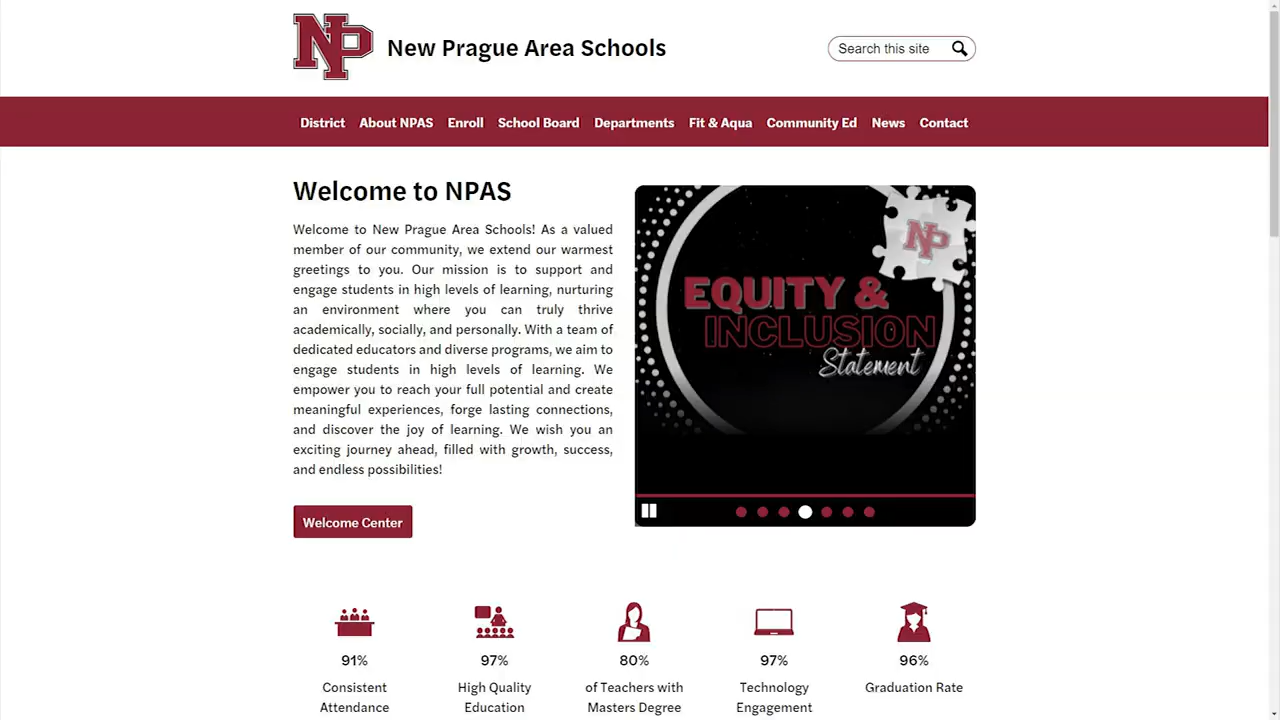 NP
New Prague Area Schools
Search this site
District About NPAS Enroll School Board Departments Fit & Aqua Community Ed News Contact
Welcome to NPAS
Welcome to New Prague Area Schools! As a valued
member of our community, we extend our warmest
greetings to you. Our mission is to support and
engage students in high levels of learning, nurturing
an environment where you can truly thrive
academically, socially, and personally. With a team of
dedicated educators and diverse programs, we aim to
engage students in high levels of learning. We
empower you to reach your full potential and create
meaningful experiences, forge lasting connections,
and discover the joy of learning. We wish you an
exciting journey ahead, filled with growth, success,
and endless possibilities!
Welcome Center
NP
EQUITY &
INCLUSION
Statement
91%
Consistent
Attendance
97%
High Quality
Education
80%
of Teachers with
Masters Degree
97%
Technology
Engagement
96%
Graduation Rate